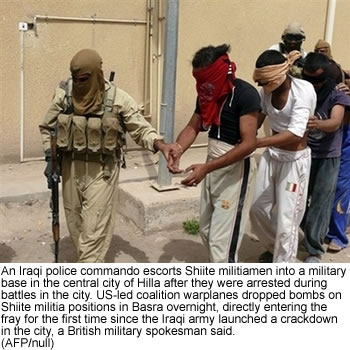 An Iraqi police commando escorts Shiite militiamen into a military
base in the central city of Hilla after they were arrested during
battles in the city. US-led coalition warplanes dropped bombs on
Shiite militia positions in Basra overnight, directly entering the
fray for the first time since the Iraqi army launched a crackdown
in the city, a British military spokesman said.
(AFP/null)